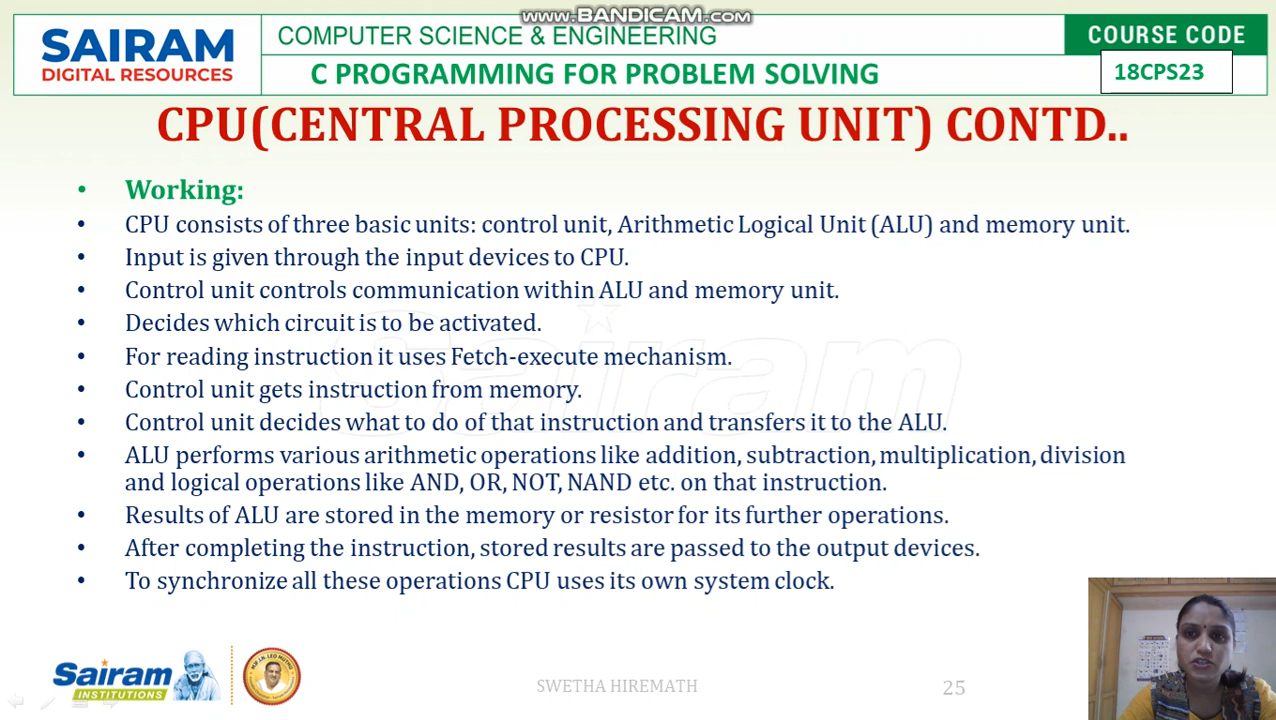 www.BANDICAM.com
SAIRAM
DIGITAL RESOURCES
COMPUTER SCIENCE & ENGINEERING
COURSE CODE
C PROGRAMMING FOR PROBLEM SOLVING
18CPS23
CPU(CENTRAL PROCESSING UNIT) CONTD..
• Working:
• CPU consists of three basic units: control unit, Arithmetic Logical Unit (ALU) and memory unit.
• Input is given through the input devices to CPU.
• Control unit controls communication within ALU and memory unit.
• Decides which circuit is to be activated.
• For reading instruction it uses Fetch-execute mechanism.
• Control unit gets instruction from memory.
• Control unit decides what to do of that instruction and transfers it to the ALU.
• ALU performs various arithmetic operations like addition, subtraction, multiplication, division
and logical operations like AND, OR, NOT, NAND etc. on that instruction.
• Results of ALU are stored in the memory or resistor for its further operations.
• After completing the instruction, stored results are passed to the output devices.
• To synchronize all these operations CPU uses its own system clock.
Sairam
Sairam
INSTITUTIONS
SWETHA HIREMATH
25